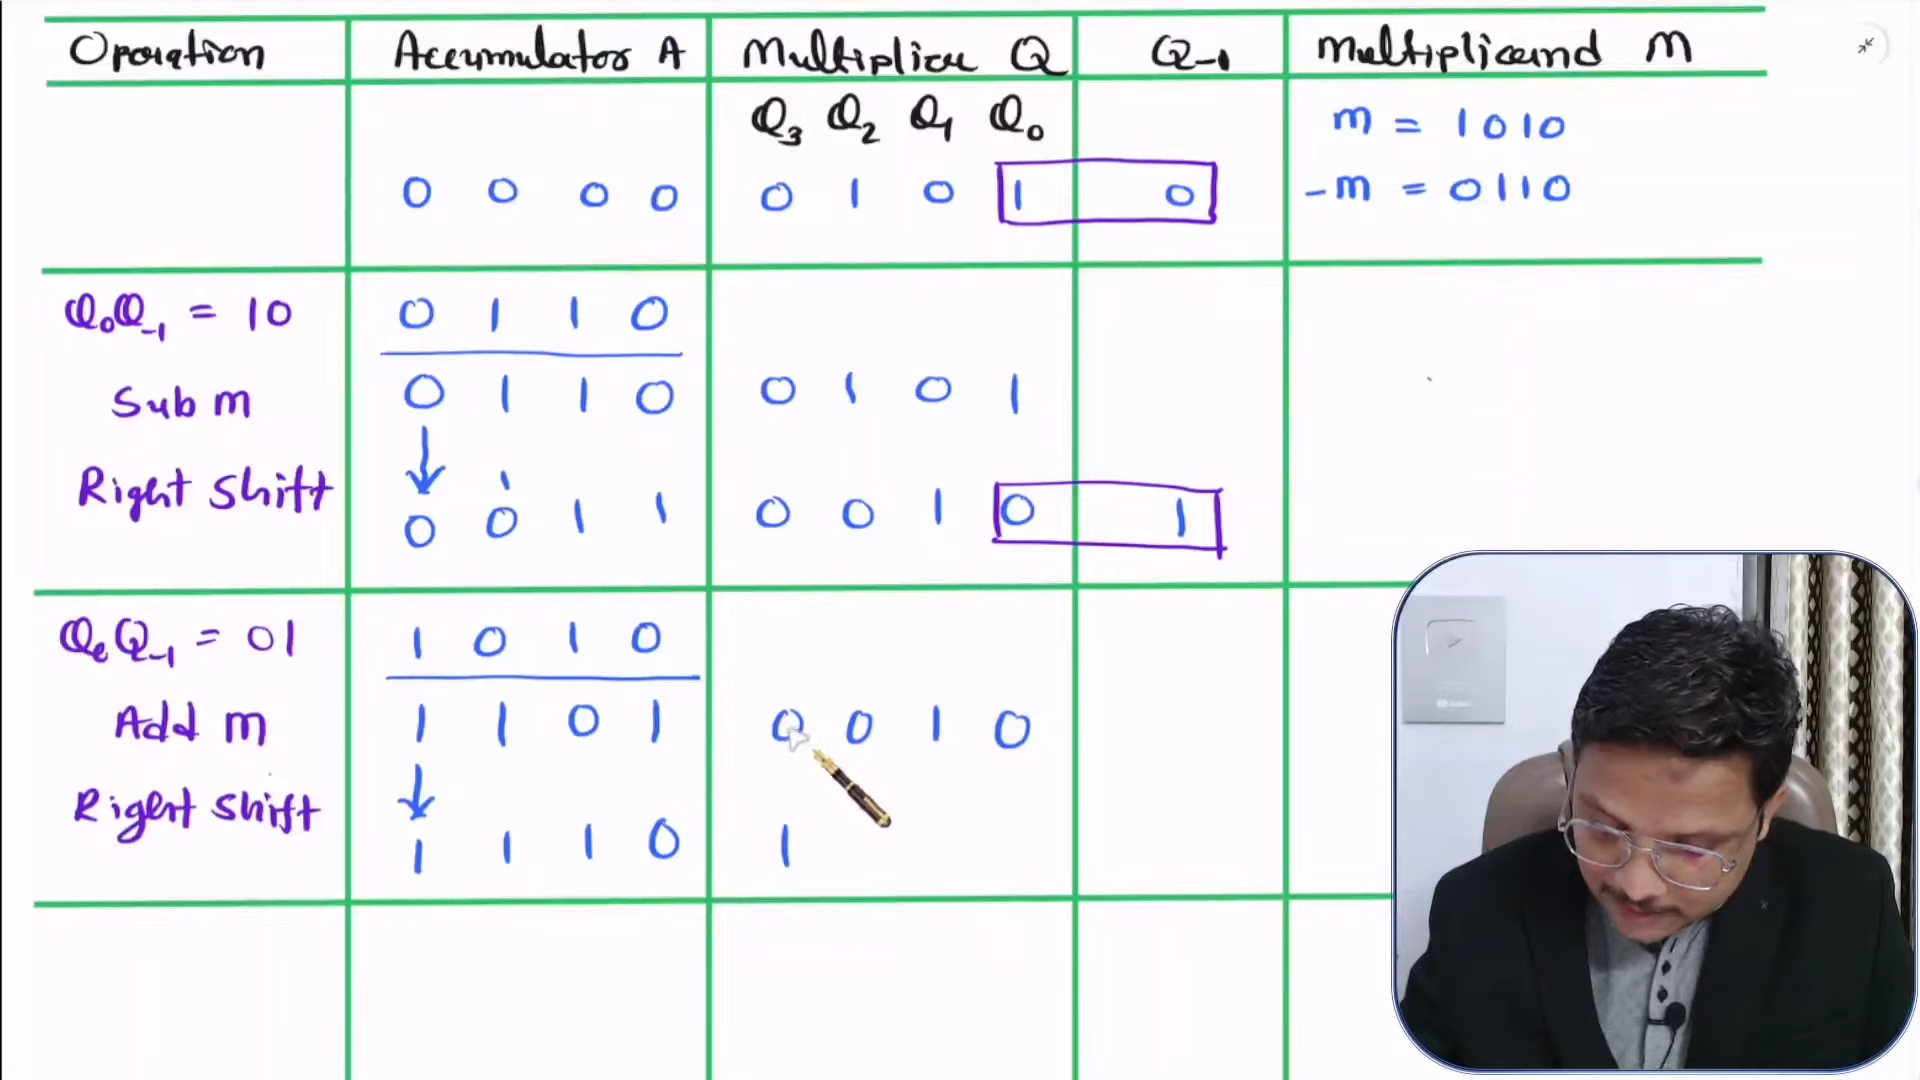 Operation Accumulator A Multiplier Q Q-1 Multiplicand M
Q3 Q2 Q1 Q0 m = 1010
0 0 0 0 0 1 0 1 0 -m = 0110
Q0Q-1 = 10 0 1 1 0
Sub m 0 1 1 0 0 1 0 1
Right Shift 0 0 1 1 0 0 1 0 1
Q0Q-1 = 01 1 0 1 0
Add m 1 1 0 1 0 0 1 0
Right Shift 1 1 1 0 1